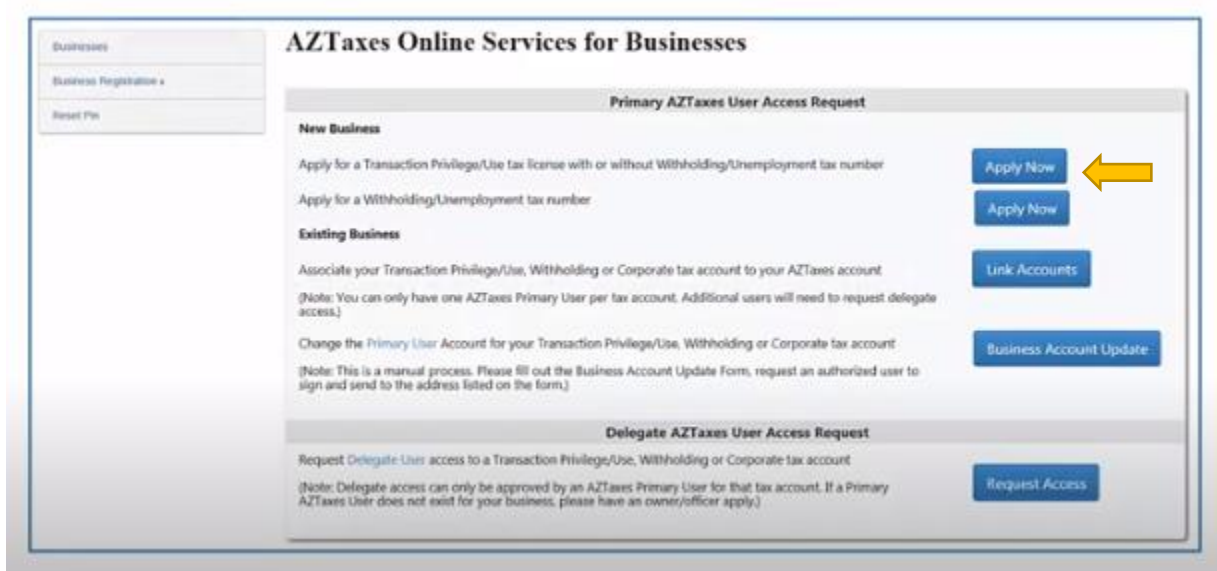 Businesses
AZTaxes Online Services for Businesses
Business Registration
Reset Pin
Primary AZTaxes User Access Request
New Business
Apply for a Transaction Privilege/Use tax license with or without Withholding/Unemployment tax number
Apply Now
Apply for a Withholding/Unemployment tax number
Apply Now
Existing Business
Associate your Transaction Privilege/Use, Withholding or Corporate tax account to your AZTaxes account
Link Accounts
(Note: You can only have one AZTaxes Primary User per tax account. Additional users will need to request delegate
access.)
Change the Primary User Account for your Transaction Privilege/Use, Withholding or Corporate tax account
Business Account Update
(Note: This is a manual process. Please fill out the Business Account Update Form, request an authorized user to
sign and send to the address listed on the form.)
Delegate AZTaxes User Access Request
Request Delegate User access to a Transaction Privilege/Use, Withholding or Corporate tax account
Request Access
(Note: Delegate access can only be approved by an AZTaxes Primary User for that tax account. If a Primary
AZTaxes User does not exist for your business, please have an owner/officer apply.)